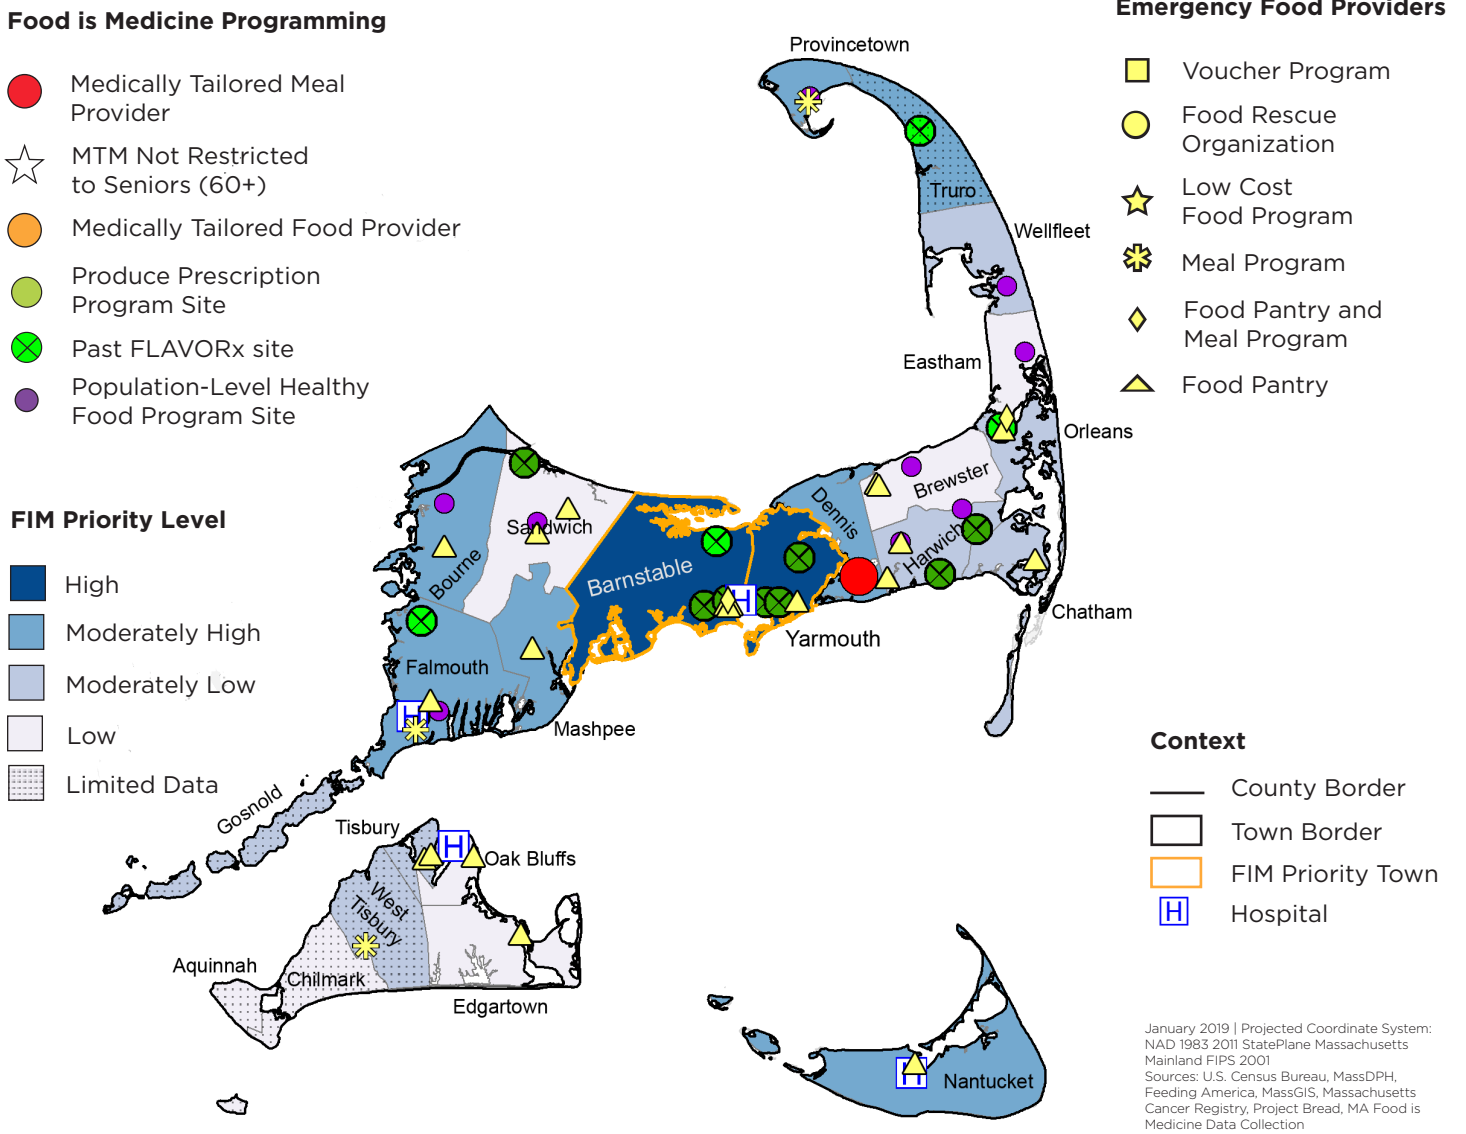 Food is Medicine Programming
Medically Tailored Meal
Provider
MTM Not Restricted
to Seniors (60+)
Medically Tailored Food Provider
Produce Prescription
Program Site
Past FLAVORx site
Population-Level Healthy
Food Program Site
FIM Priority Level
High
Moderately High
Moderately Low
Low
Limited Data
Emergency Food Providers
Voucher Program
Food Rescue
Organization
Low Cost
Food Program
Meal Program
Food Pantry and
Meal Program
Food Pantry
Provincetown
Truro
Wellfleet
Eastham
Orleans
Brewster
Dennis
Harwich
Chatham
Sandwich
Bourne
Barnstable
H
Yarmouth
Falmouth
H
Mashpee
Gosnold
Tisbury
H
Oak Bluffs
West
Tisbury
Aquinnah
Chilmark
Edgartown
H
Nantucket
Context
County Border
Town Border
FIM Priority Town
H
Hospital
January 2019 | Projected Coordinate System:
NAD 1983 2011 StatePlane Massachusetts
Mainland FIPS 2001
Sources: U.S. Census Bureau, MassDPH,
Feeding America, MassGIS, Massachusetts
Cancer Registry, Project Bread, MA Food is
Medicine Data Collection